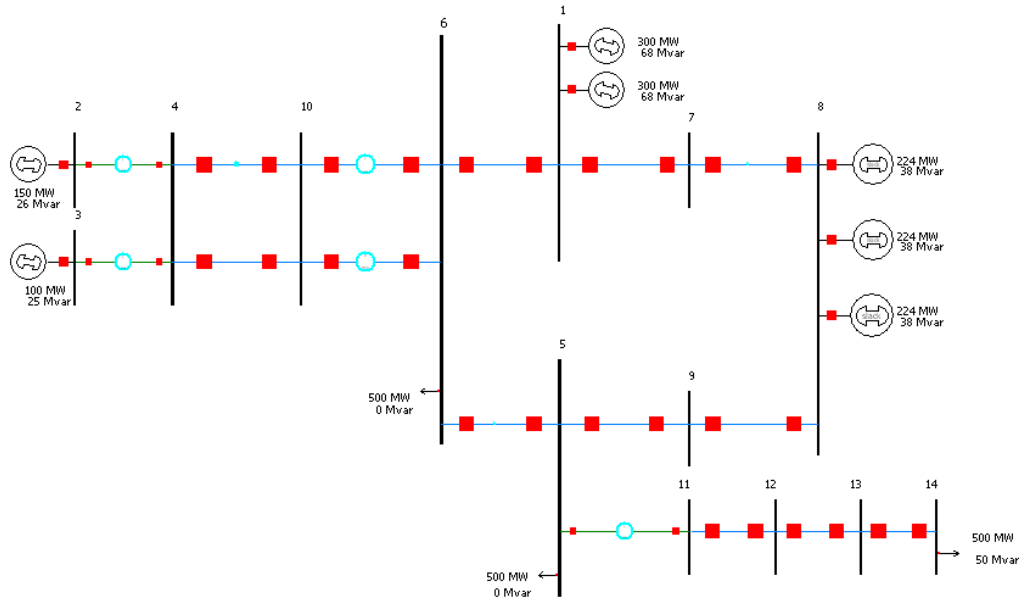 6
1
300 MW
68 Mvar
300 MW
68 Mvar
2
4
10
7
8
150 MW
26 Mvar
224 MW
38 Mvar
3
224 MW
38 Mvar
100 MW
25 Mvar
slack
224 MW
38 Mvar
5
9
500 MW
0 Mvar
11
12
13
14
500 MW
50 Mvar
500 MW
0 Mvar